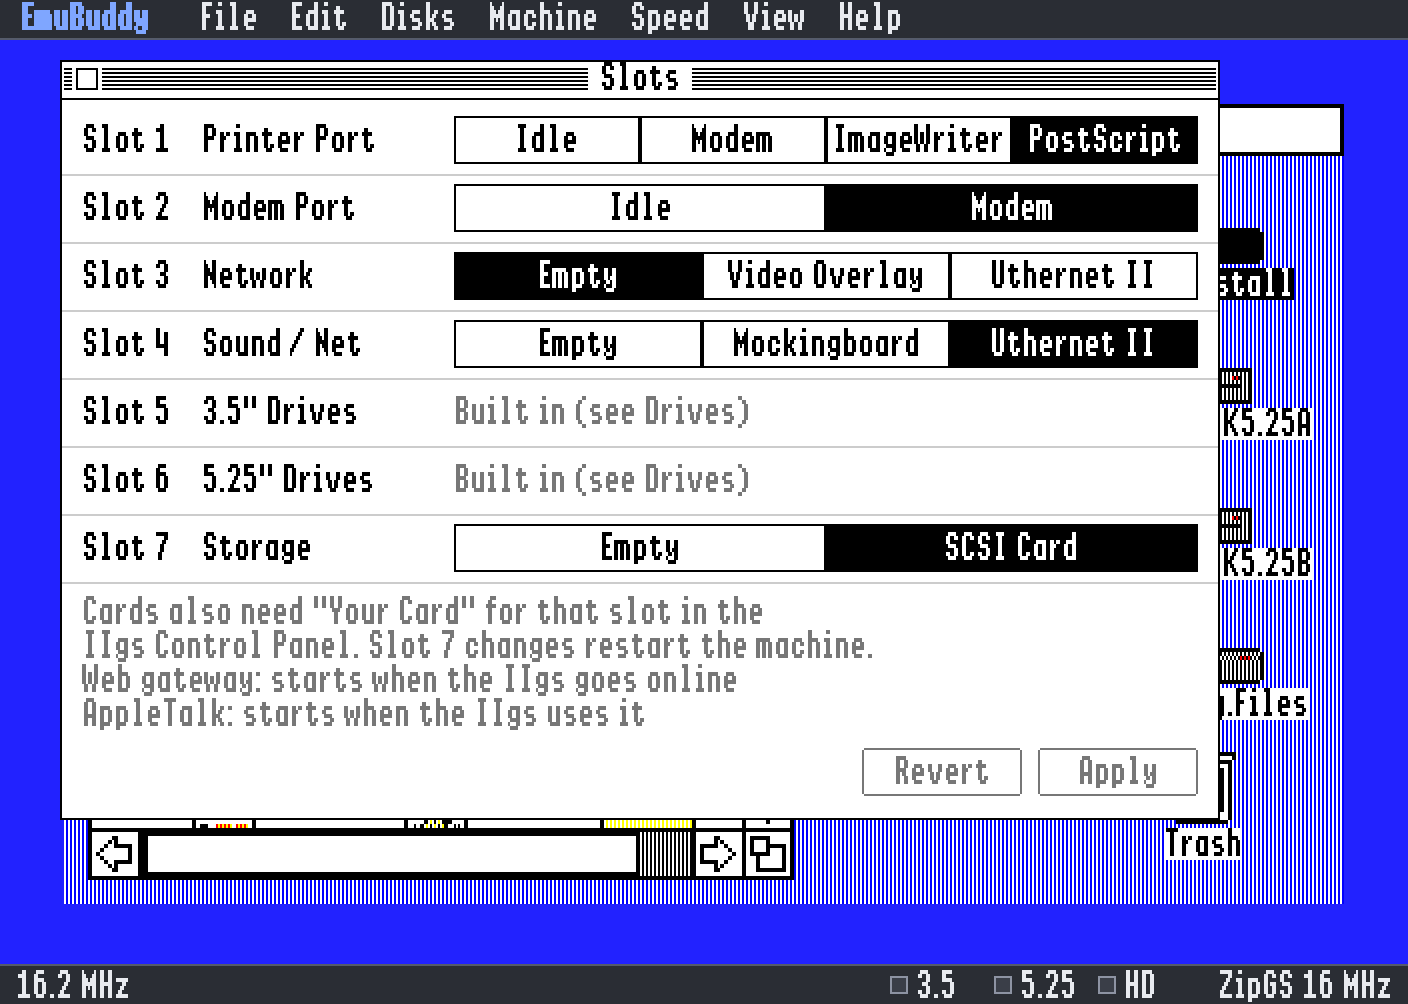 EmuBuddy File Edit Disks Machine Speed View Help
Slots
Slot 1 Printer Port Idle Modem ImageWriter PostScript
Slot 2 Modem Port Idle Modem
Slot 3 Network Empty Video Overlay Uthernet II
Slot 4 Sound / Net Empty Mockingboard Uthernet II
Slot 5 3.5" Drives Built in (see Drives)
Slot 6 5.25" Drives Built in (see Drives)
Slot 7 Storage Empty SCSI Card
Cards also need "Your Card" for that slot in the
IIgs Control Panel. Slot 7 changes restart the machine.
Web gateway: starts when the IIgs goes online
AppleTalk: starts when the IIgs uses it
Revert Apply
stall
K5.25A
K5.25B
.Files
Trash
16.2 MHz 3.5 5.25 HD ZipGS 16 MHz